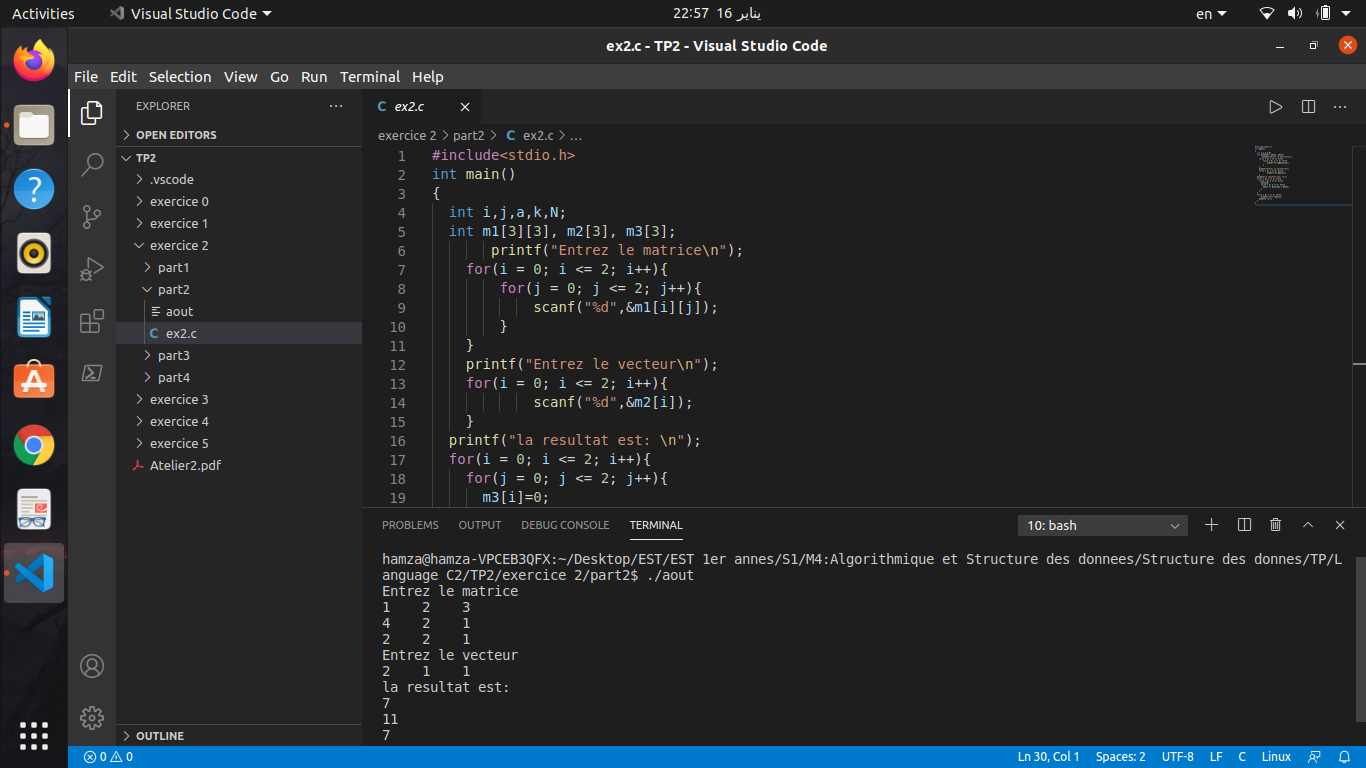 Activities Visual Studio Code 22:57 16 يناير en
ex2.c - TP2 - Visual Studio Code
File Edit Selection View Go Run Terminal Help
EXPLORER
OPEN EDITORS
TP2
.vscode
exercice 0
exercice 1
exercice 2
part1
part2
aout
C ex2.c
part3
part4
exercice 3
exercice 4
exercice 5
Atelier2.pdf
OUTLINE
C ex2.c
exercice 2 > part2 > C ex2.c > ...
1 #include<stdio.h>
2 int main()
3 {
4 int i,j,a,k,N;
5 int m1[3][3], m2[3], m3[3];
6 printf("Entrez le matrice\n");
7 for(i = 0; i <= 2; i++){
8 for(j = 0; j <= 2; j++){
9 scanf("%d",&m1[i][j]);
10 }
11 }
12 printf("Entrez le vecteur\n");
13 for(i = 0; i <= 2; i++){
14 scanf("%d",&m2[i]);
15 }
16 printf("la resultat est: \n");
17 for(i = 0; i <= 2; i++){
18 for(j = 0; j <= 2; j++){
19 m3[i]=0;
PROBLEMS OUTPUT DEBUG CONSOLE TERMINAL 10: bash
hamza@hamza-VPCEB3QFX:~/Desktop/EST/EST 1er annes/S1/M4:Algorithmique et Structure des donnees/Structure des donnes/TP/L
anguage C2/TP2/exercice 2/part2$ ./aout
Entrez le matrice
1 2 3
4 2 1
2 2 1
Entrez le vecteur
2 1 1
la resultat est:
7
11
7
0 0 Ln 30, Col 1 Spaces: 2 UTF-8 LF C Linux